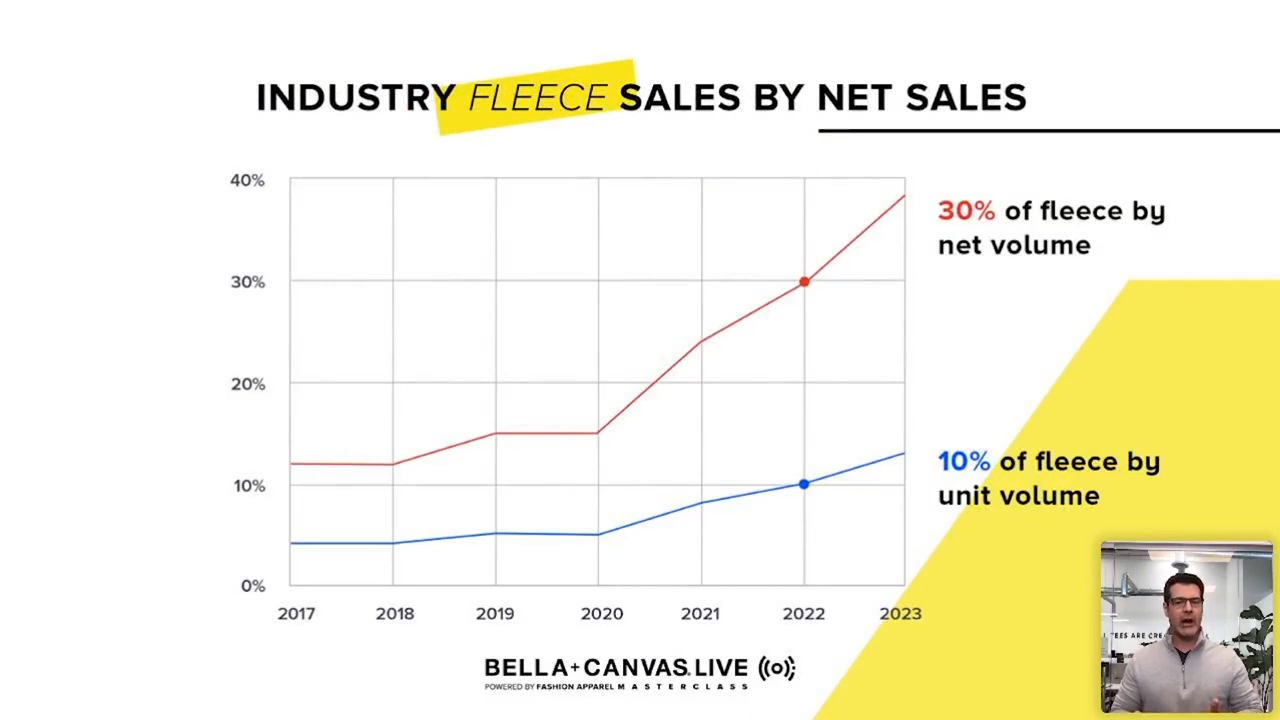 INDUSTRY FLEECE SALES BY NET SALES
40%
30%
20%
10%
0%
2017 2018 2019 2020 2021 2022 2023
30% of fleece by
net volume
10% of fleece by
unit volume
BELLA+CANVAS.LIVE
POWERED BY FASHION APPAREL MASTERCLASS
TEES ARE